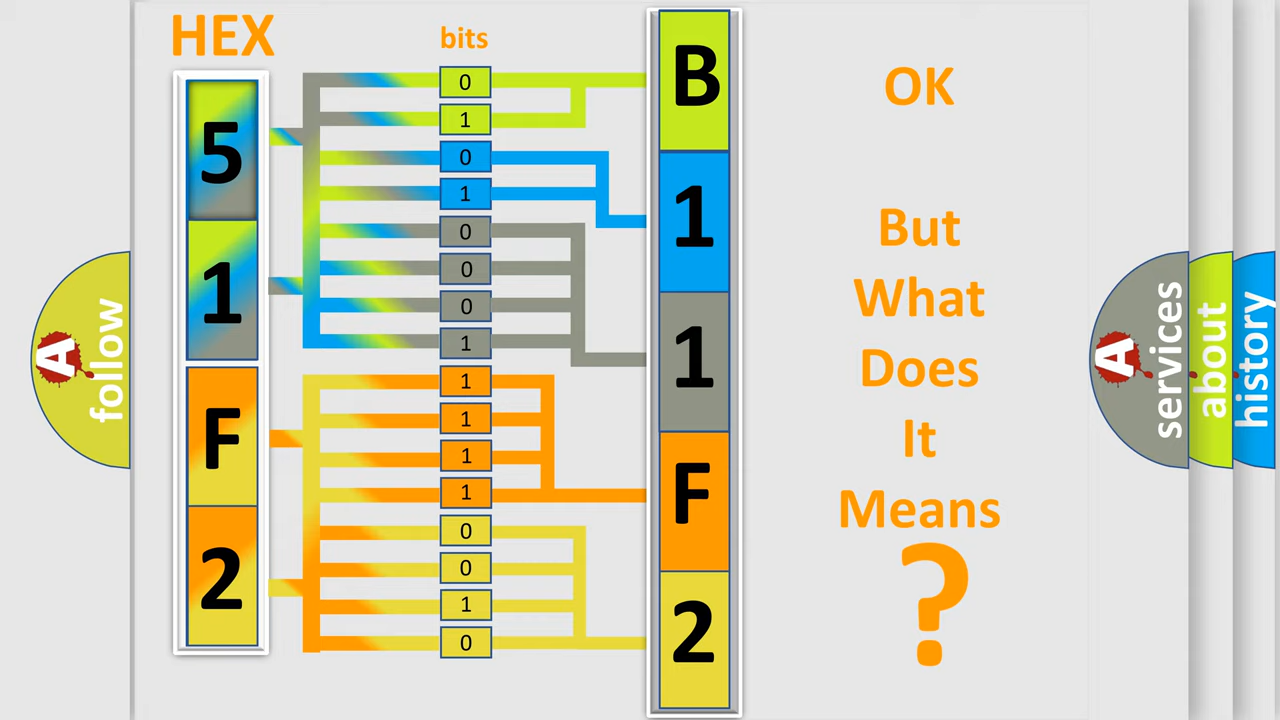 HEX
5
1
F
2
bits
0
1
0
1
0
0
0
1
1
1
1
1
0
0
1
0
B
1
1
F
2
OK
But
What
Does
It
Means
?
A
follow
A
services
about
history